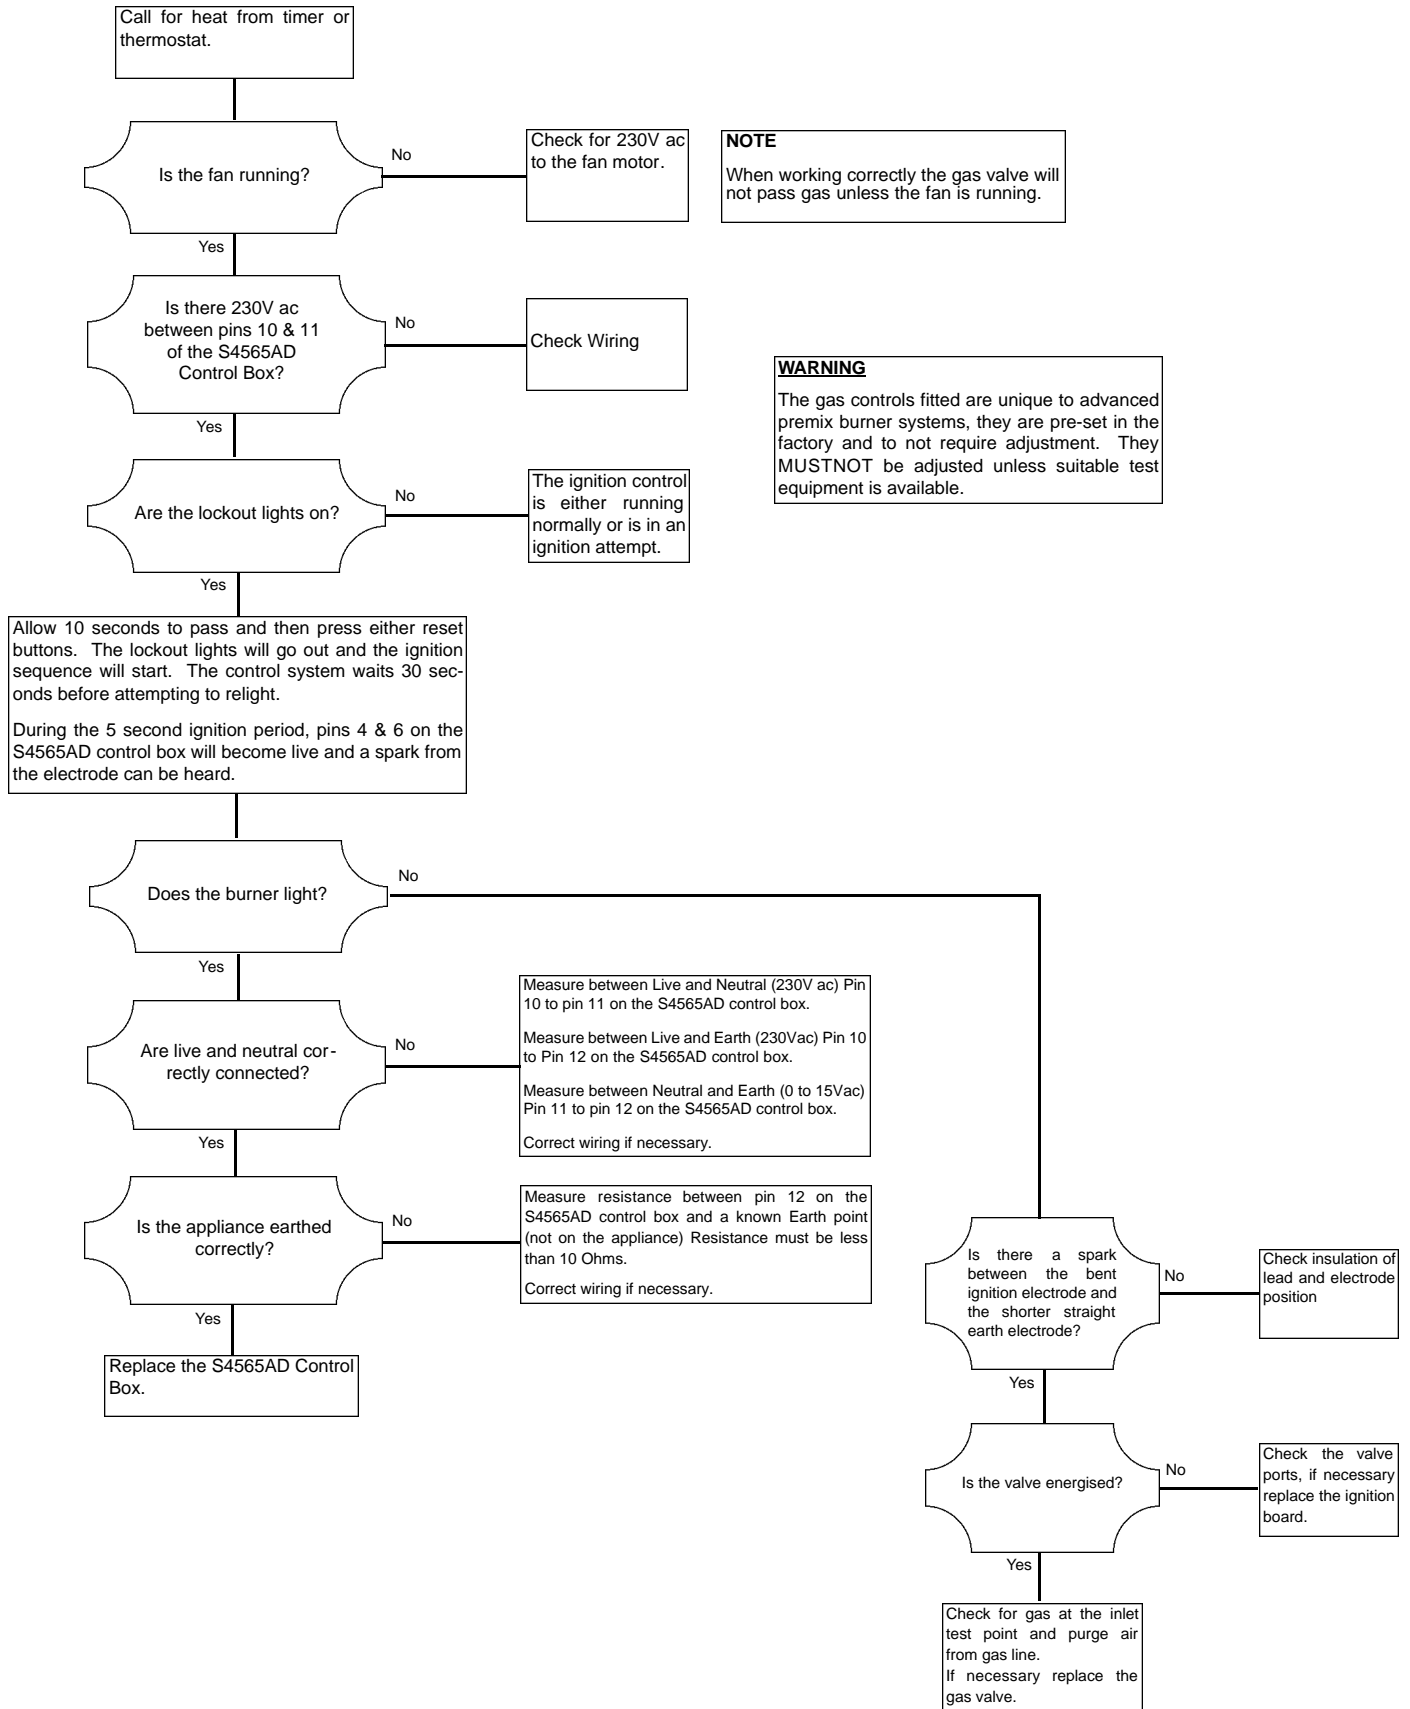 Call for heat from timer or
thermostat.
Is the fan running?
No
Check for 230V ac
to the fan motor.
NOTE
When working correctly the gas valve will
not pass gas unless the fan is running.
Yes
Is there 230V ac
between pins 10 & 11
of the S4565AD
Control Box?
No
Check Wiring
WARNING
The gas controls fitted are unique to advanced
premix burner systems, they are pre-set in the
factory and to not require adjustment. They
MUSTNOT be adjusted unless suitable test
equipment is available.
Yes
Are the lockout lights on?
No
The ignition control
is either running
normally or is in an
ignition attempt.
Yes
Allow 10 seconds to pass and then press either reset
buttons. The lockout lights will go out and the ignition
sequence will start. The control system waits 30 sec-
onds before attempting to relight.
During the 5 second ignition period, pins 4 & 6 on the
S4565AD control box will become live and a spark from
the electrode can be heard.
Does the burner light?
No
Yes
Are live and neutral cor-
rectly connected?
No
Measure between Live and Neutral (230V ac) Pin
10 to pin 11 on the S4565AD control box.
Measure between Live and Earth (230Vac) Pin 10
to Pin 12 on the S4565AD control box.
Measure between Neutral and Earth (0 to 15Vac)
Pin 11 to pin 12 on the S4565AD control box.
Correct wiring if necessary.
Yes
Is the appliance earthed
correctly?
No
Measure resistance between pin 12 on the
S4565AD control box and a known Earth point
(not on the appliance) Resistance must be less
than 10 Ohms.
Correct wiring if necessary.
Yes
Replace the S4565AD Control
Box.
Is there a spark
between the bent
ignition electrode and
the shorter straight
earth electrode?
No
Check insulation of
lead and electrode
position
Yes
Is the valve energised?
No
Check the valve
ports, if necessary
replace the ignition
board.
Yes
Check for gas at the inlet
test point and purge air
from gas line.
If necessary replace the
gas valve.